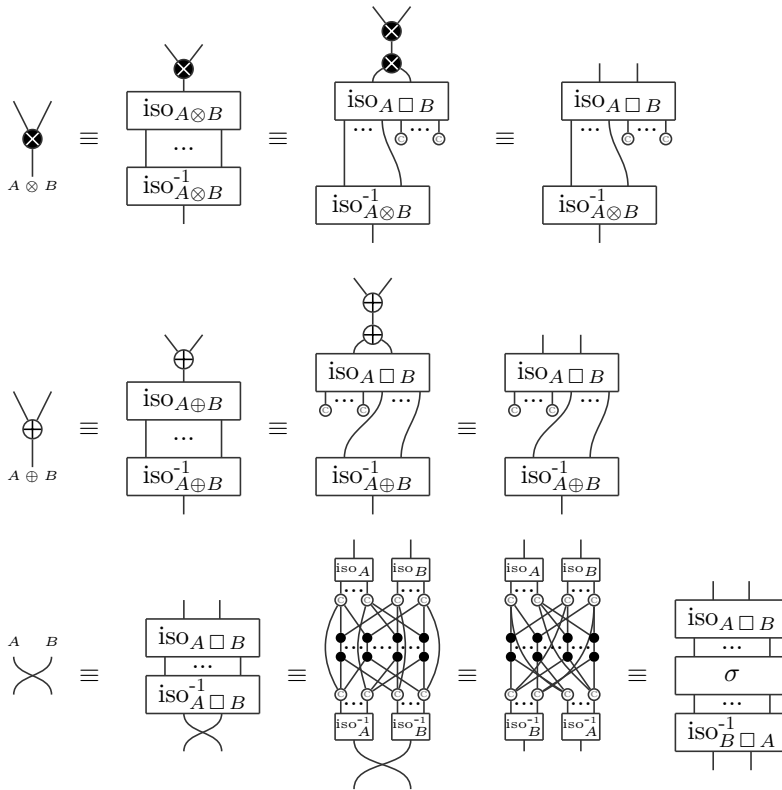 iso_{A□B}
iso_{A⊗B} ... iso_{A□B}
≡ ≡ ... ≡ ...
A ⊗ B ...
iso^{-1}_{A⊗B} iso^{-1}_{A⊗B} iso^{-1}_{A⊗B}
iso_{A□B} iso_{A□B}
iso_{A⊕B}
≡ ... ≡ ... ... ≡ ... ...
A ⊕ B
iso^{-1}_{A⊕B} iso^{-1}_{A⊕B} iso^{-1}_{A⊕B}
iso_A iso_B iso_A iso_B
A B iso_{A□B} iso_{A□B}
≡ ... ≡ ... ≡ ... ≡ σ
iso^{-1}_{A□B} ...
iso^{-1}_A iso^{-1}_B iso^{-1}_B iso^{-1}_A iso^{-1}_{B□A}